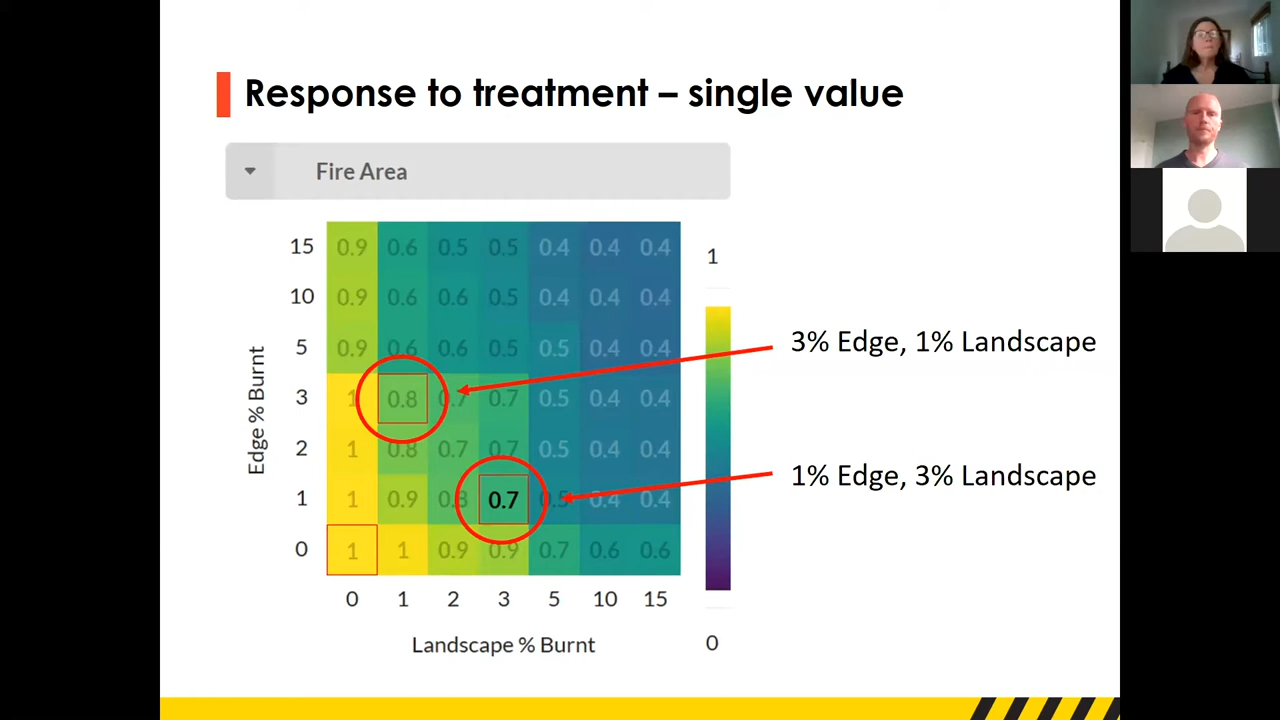 Response to treatment – single value
Fire Area
15 0.9 0.6 0.5 0.5 0.4 0.4 0.4 1
10 0.9 0.6 0.6 0.5 0.4 0.4 0.4
5 0.9 0.6 0.6 0.5 0.5 0.4 0.4 3% Edge, 1% Landscape
3 1 0.8 0.7 0.7 0.5 0.4 0.4
2 1 0.8 0.7 0.7 0.5 0.4 0.4
1 1 0.9 0.8 0.7 0.5 0.4 0.4 1% Edge, 3% Landscape
0 1 1 0.9 0.9 0.7 0.6 0.6
Edge % Burnt
0 1 2 3 5 10 15
Landscape % Burnt 0